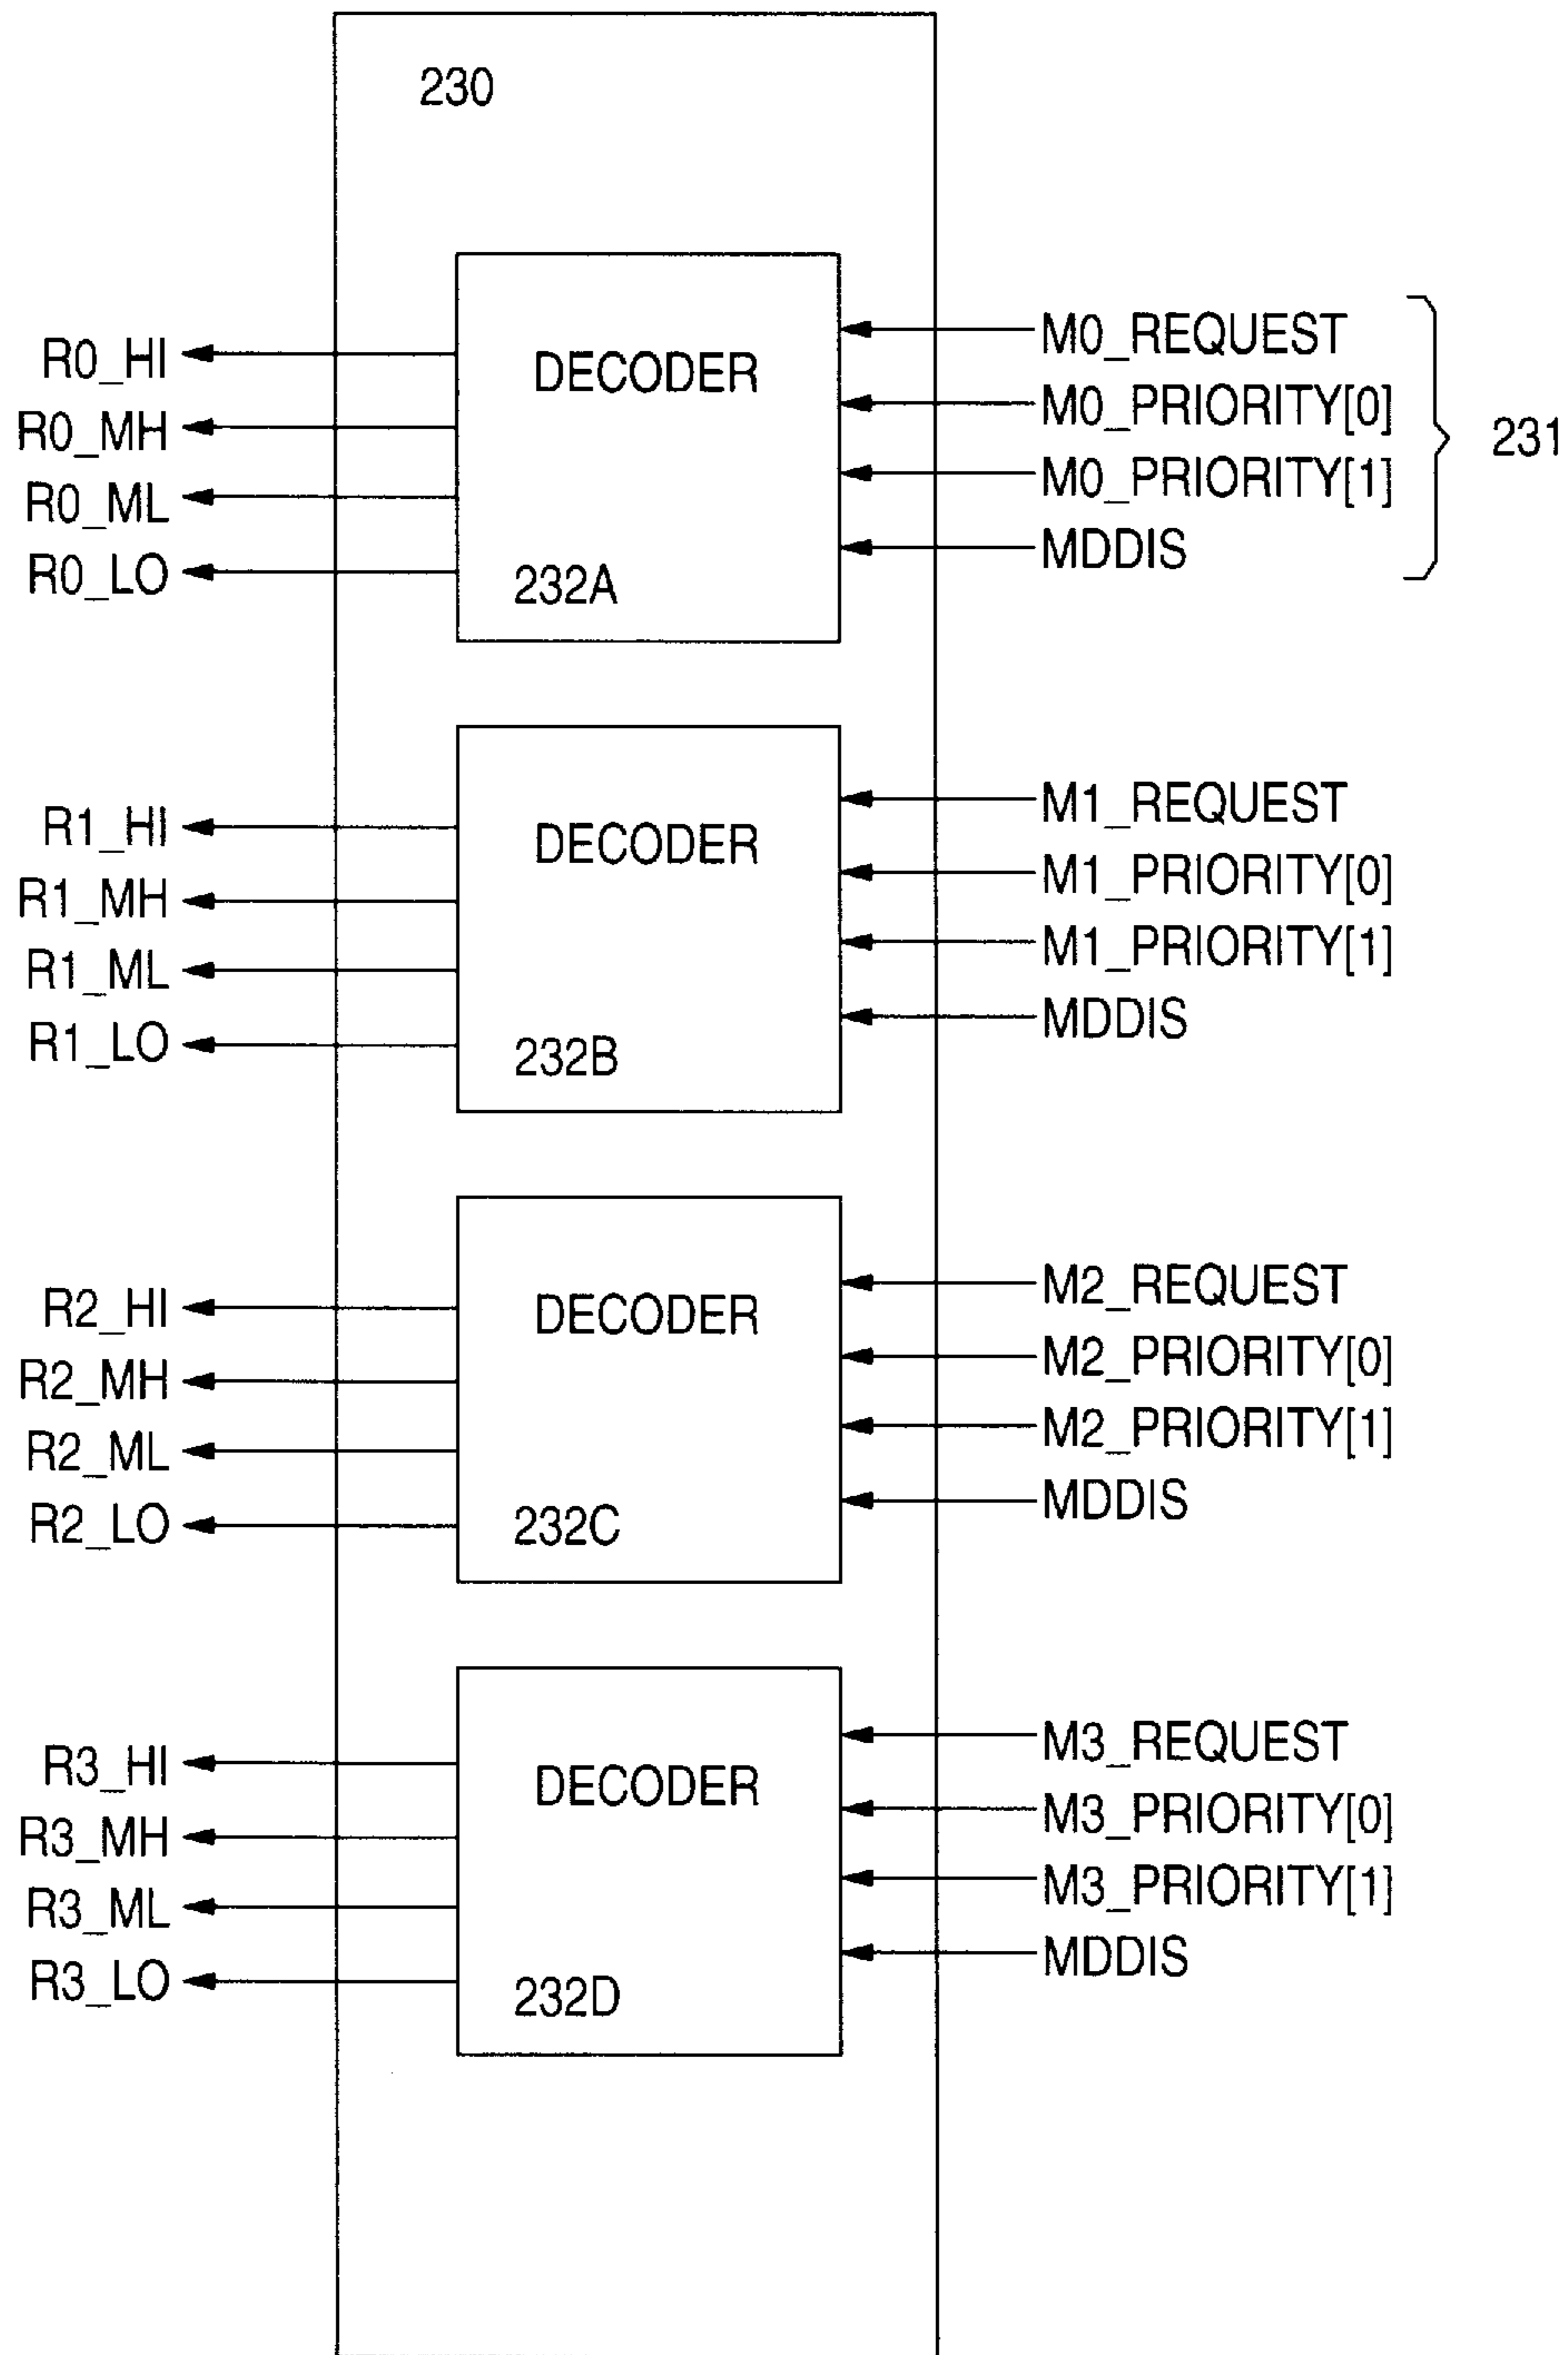 230
DECODER
232A
R0_HI
R0_MH
R0_ML
R0_LO
M0_REQUEST
M0_PRIORITY[0]
M0_PRIORITY[1]
MDDIS
231
DECODER
232B
R1_HI
R1_MH
R1_ML
R1_LO
M1_REQUEST
M1_PRIORITY[0]
M1_PRIORITY[1]
MDDIS
DECODER
232C
R2_HI
R2_MH
R2_ML
R2_LO
M2_REQUEST
M2_PRIORITY[0]
M2_PRIORITY[1]
MDDIS
DECODER
232D
R3_HI
R3_MH
R3_ML
R3_LO
M3_REQUEST
M3_PRIORITY[0]
M3_PRIORITY[1]
MDDIS